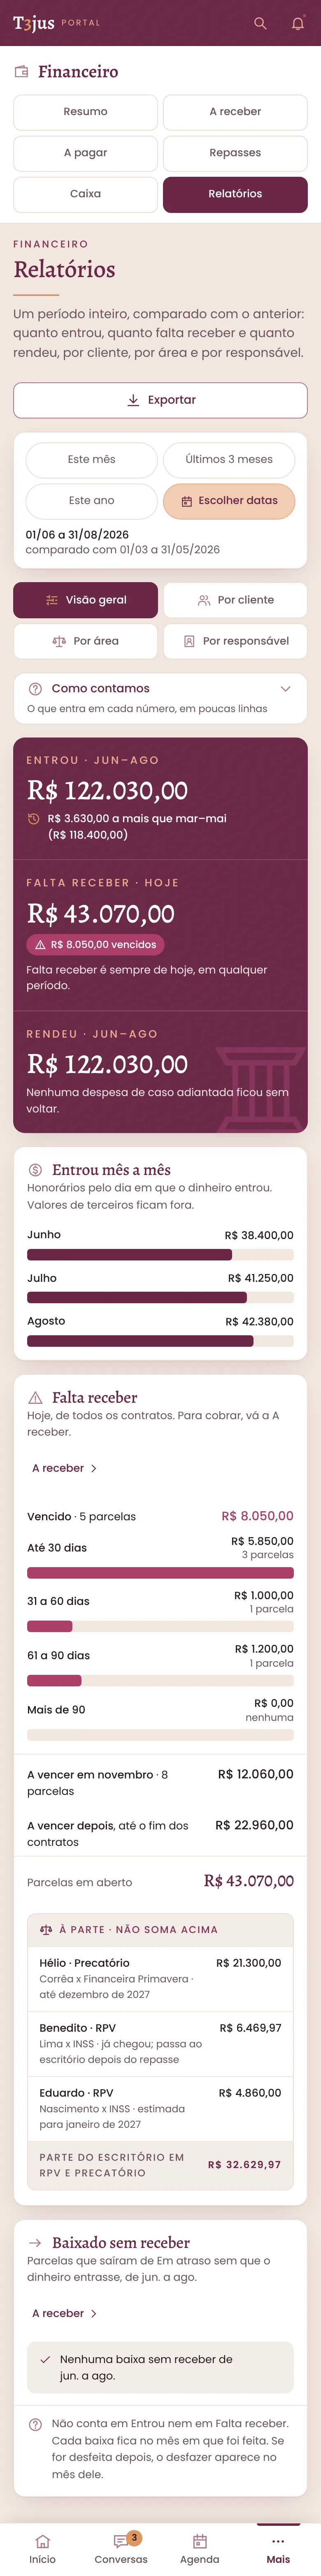 T3jus PORTAL
Financeiro
Resumo
A receber
A pagar
Repasses
Caixa
Relatórios
FINANCEIRO
Relatórios
Um período inteiro, comparado com o anterior:
quanto entrou, quanto falta receber e quanto
rendeu, por cliente, por área e por responsável.
Exportar
Este mês
Últimos 3 meses
Este ano
Escolher datas
01/06 a 31/08/2026
comparado com 01/03 a 31/05/2026
Visão geral
Por cliente
Por área
Por responsável
Como contamos
O que entra em cada número, em poucas linhas
ENTROU · JUN–AGO
R$ 122.030,00
R$ 3.630,00 a mais que mar–mai
(R$ 118.400,00)
FALTA RECEBER · HOJE
R$ 43.070,00
R$ 8.050,00 vencidos
Falta receber é sempre de hoje, em qualquer
período.
RENDEU · JUN–AGO
R$ 122.030,00
Nenhuma despesa de caso adiantada ficou sem
voltar.
Entrou mês a mês
Honorários pelo dia em que o dinheiro entrou.
Valores de terceiros ficam fora.
Junho R$ 38.400,00
Julho R$ 41.250,00
Agosto R$ 42.380,00
Falta receber
Hoje, de todos os contratos. Para cobrar, vá a A
receber.
A receber
Vencido · 5 parcelas R$ 8.050,00
Até 30 dias R$ 5.850,00
3 parcelas
31 a 60 dias R$ 1.000,00
1 parcela
61 a 90 dias R$ 1.200,00
1 parcela
Mais de 90 R$ 0,00
nenhuma
A vencer em novembro · 8 R$ 12.060,00
parcelas
A vencer depois, até o fim dos R$ 22.960,00
contratos
Parcelas em aberto R$ 43.070,00
À PARTE · NÃO SOMA ACIMA
Hélio · Precatório R$ 21.300,00
Corrêa x Financeira Primavera ·
até dezembro de 2027
Benedito · RPV R$ 6.469,97
Lima x INSS · já chegou; passa ao
escritório depois do repasse
Eduardo · RPV R$ 4.860,00
Nascimento x INSS · estimada
para janeiro de 2027
PARTE DO ESCRITÓRIO EM
RPV E PRECATÓRIO R$ 32.629,97
Baixado sem receber
Parcelas que saíram de Em atraso sem que o
dinheiro entrasse, de jun. a ago.
A receber
Nenhuma baixa sem receber de
jun. a ago.
Não conta em Entrou nem em Falta receber.
Cada baixa fica no mês em que foi feita. Se
for desfeita depois, o desfazer aparece no
mês dele.
3
Início
Conversas
Agenda
Mais